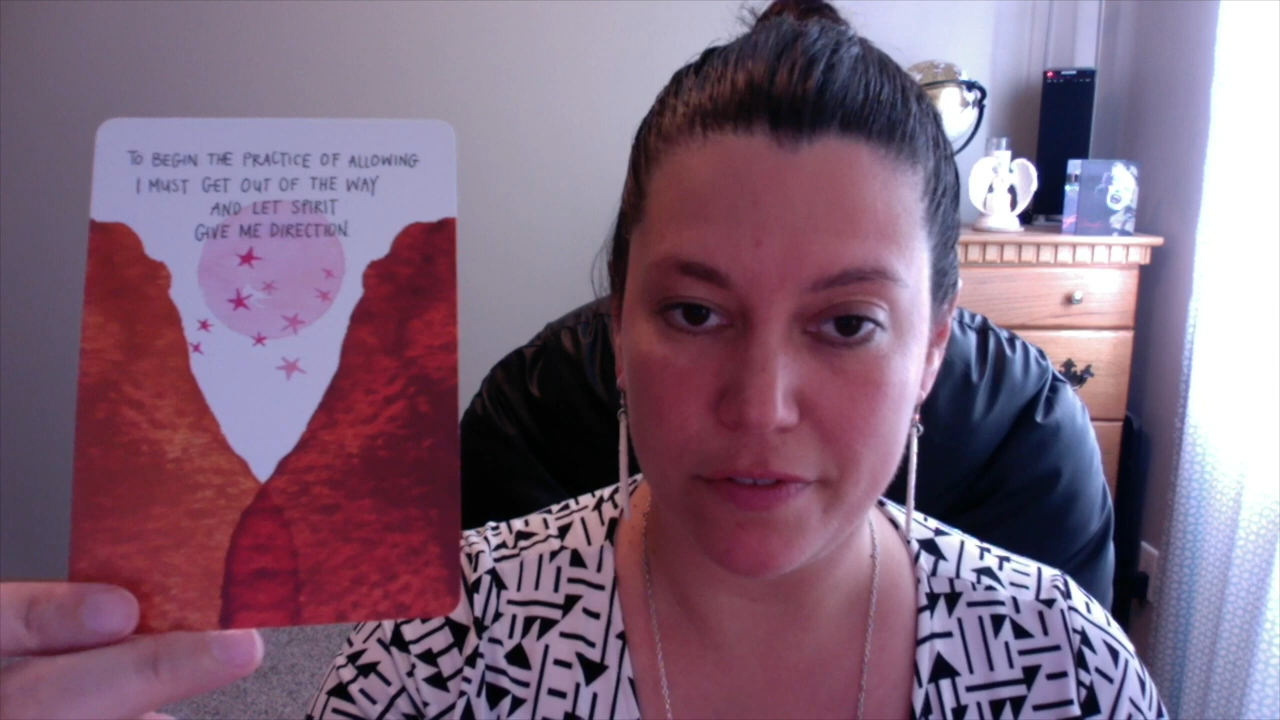 TO BEGIN THE PRACTICE OF ALLOWING
I MUST GET OUT OF THE WAY
AND LET SPIRIT
GIVE ME DIRECTION